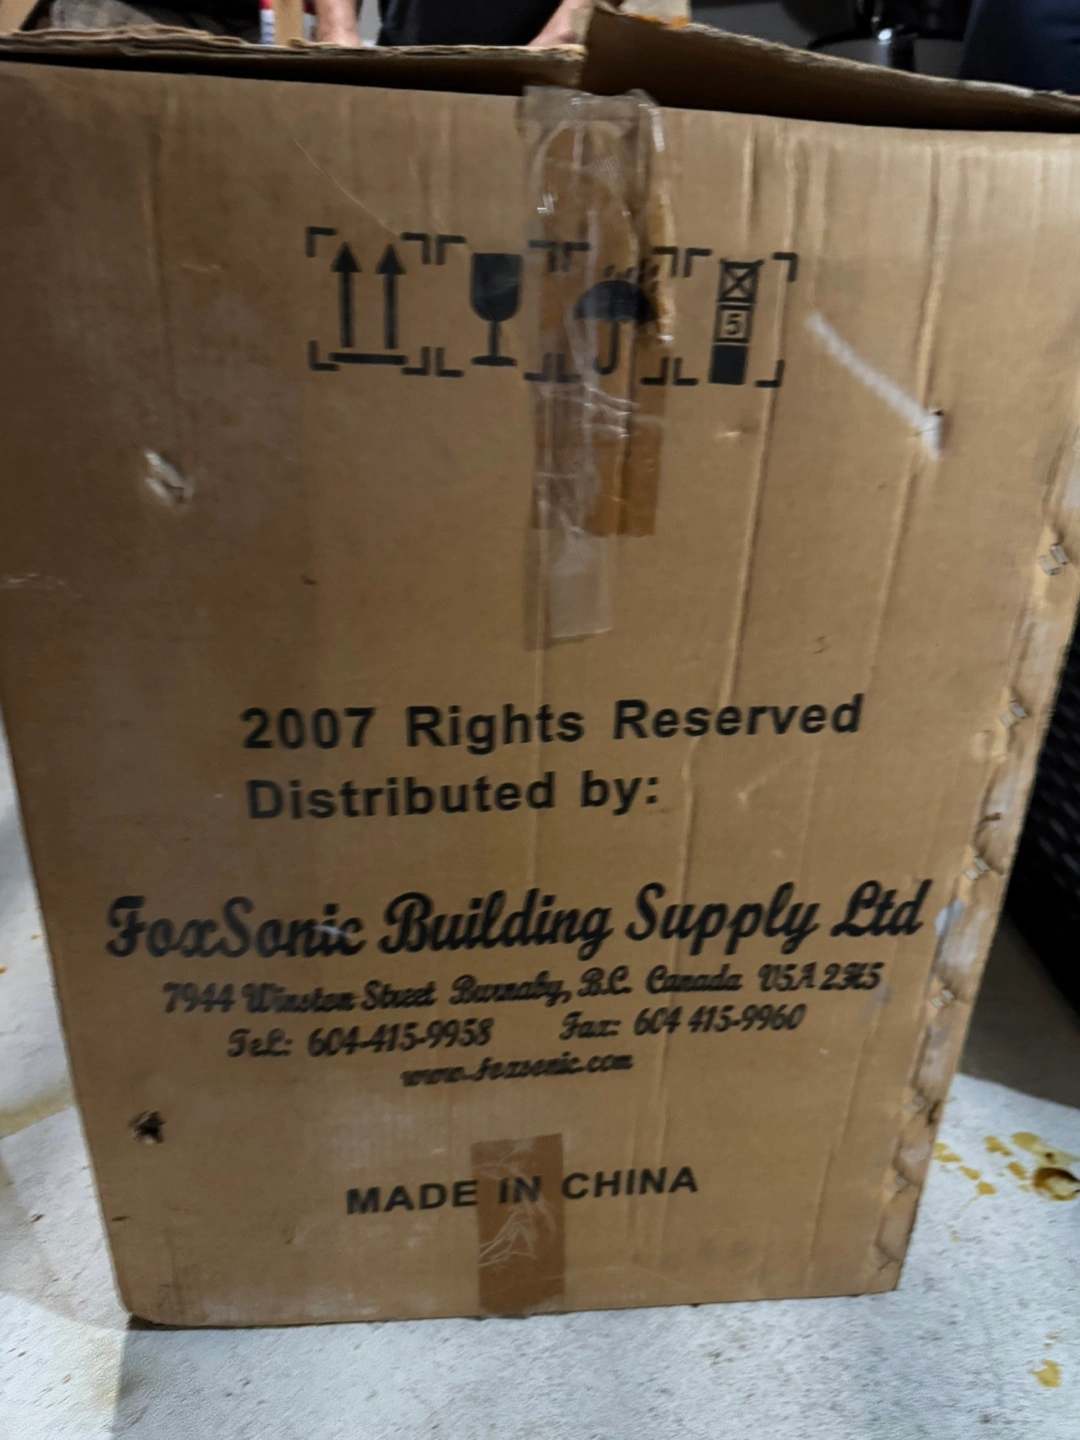 5
2007 Rights Reserved
Distributed by:
FoxSonic Building Supply Ltd
7944 Winston Street Burnaby, B.C. Canada V5A 2H5
Tel: 604-415-9958 Fax: 604 415-9960
www.foxsonic.com
MADE IN CHINA